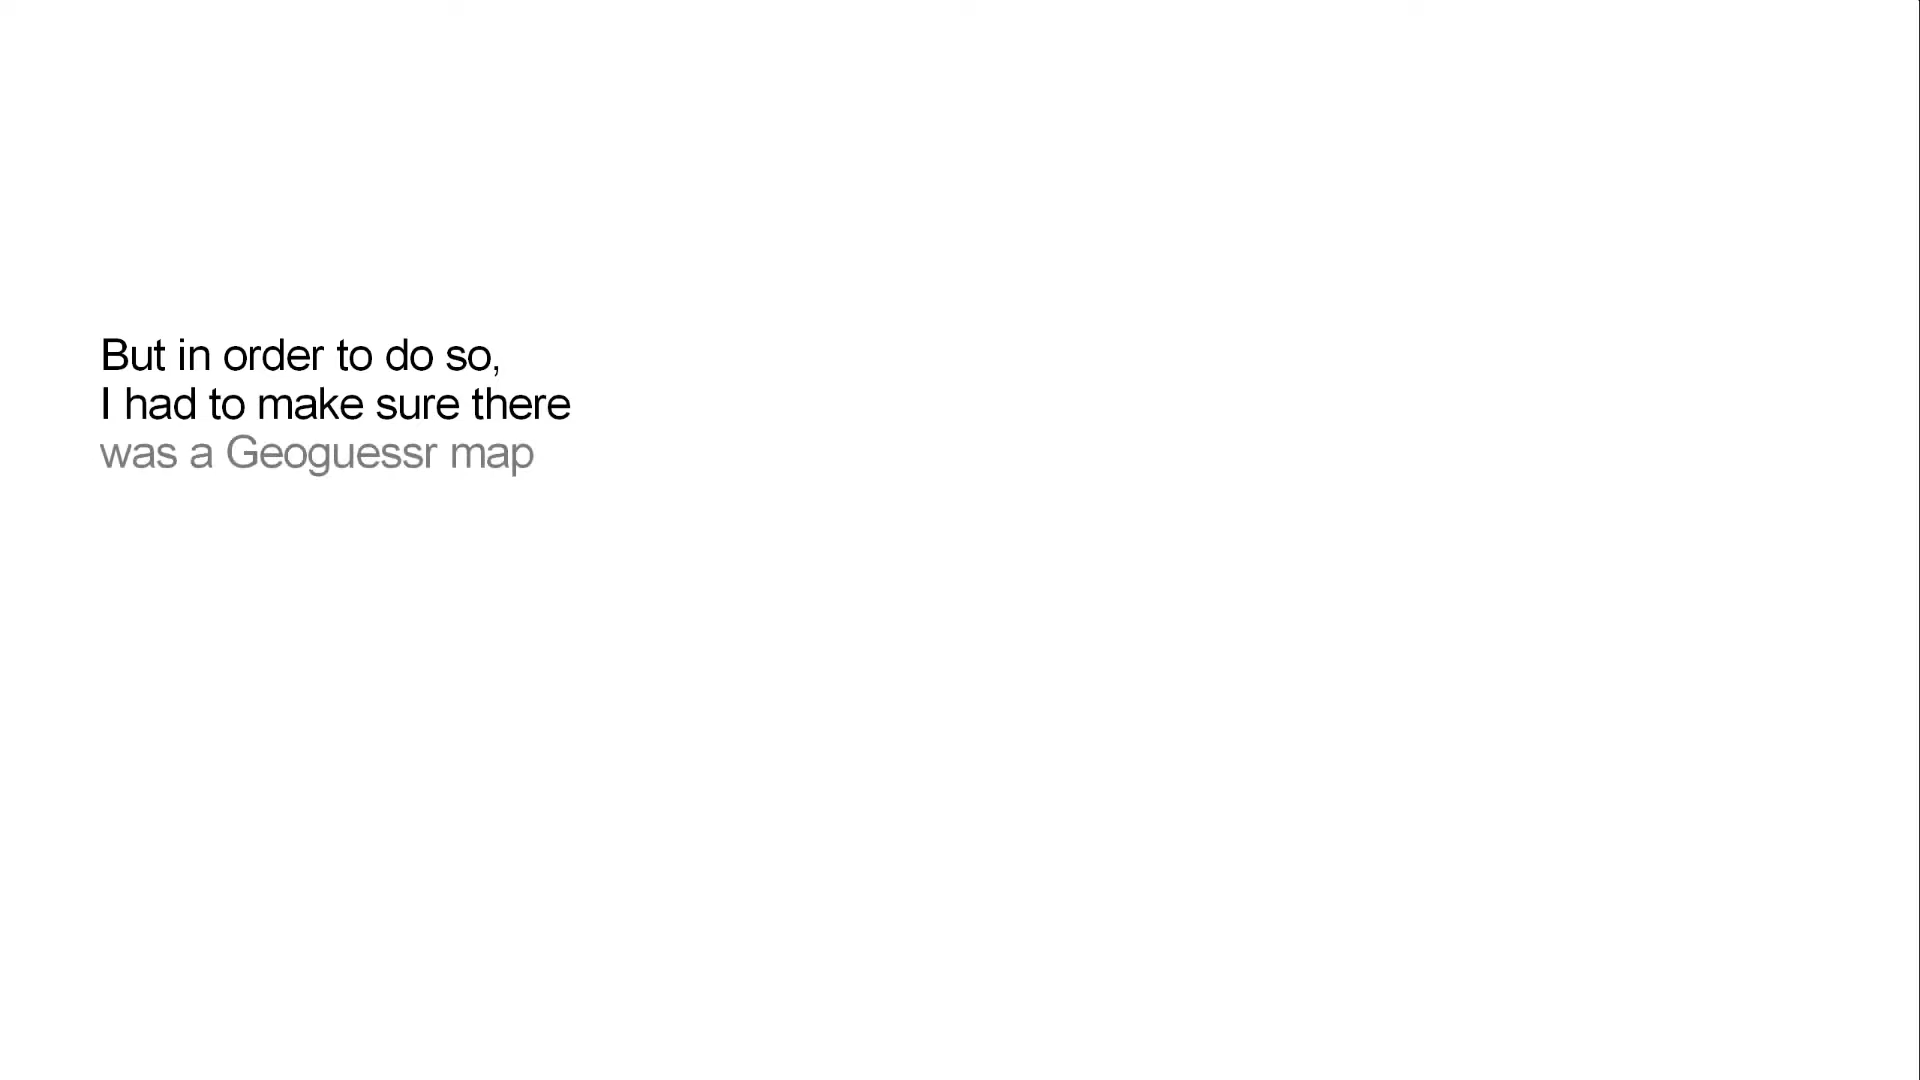 But in order to do so,
I had to make sure there
was a Geoguessr map